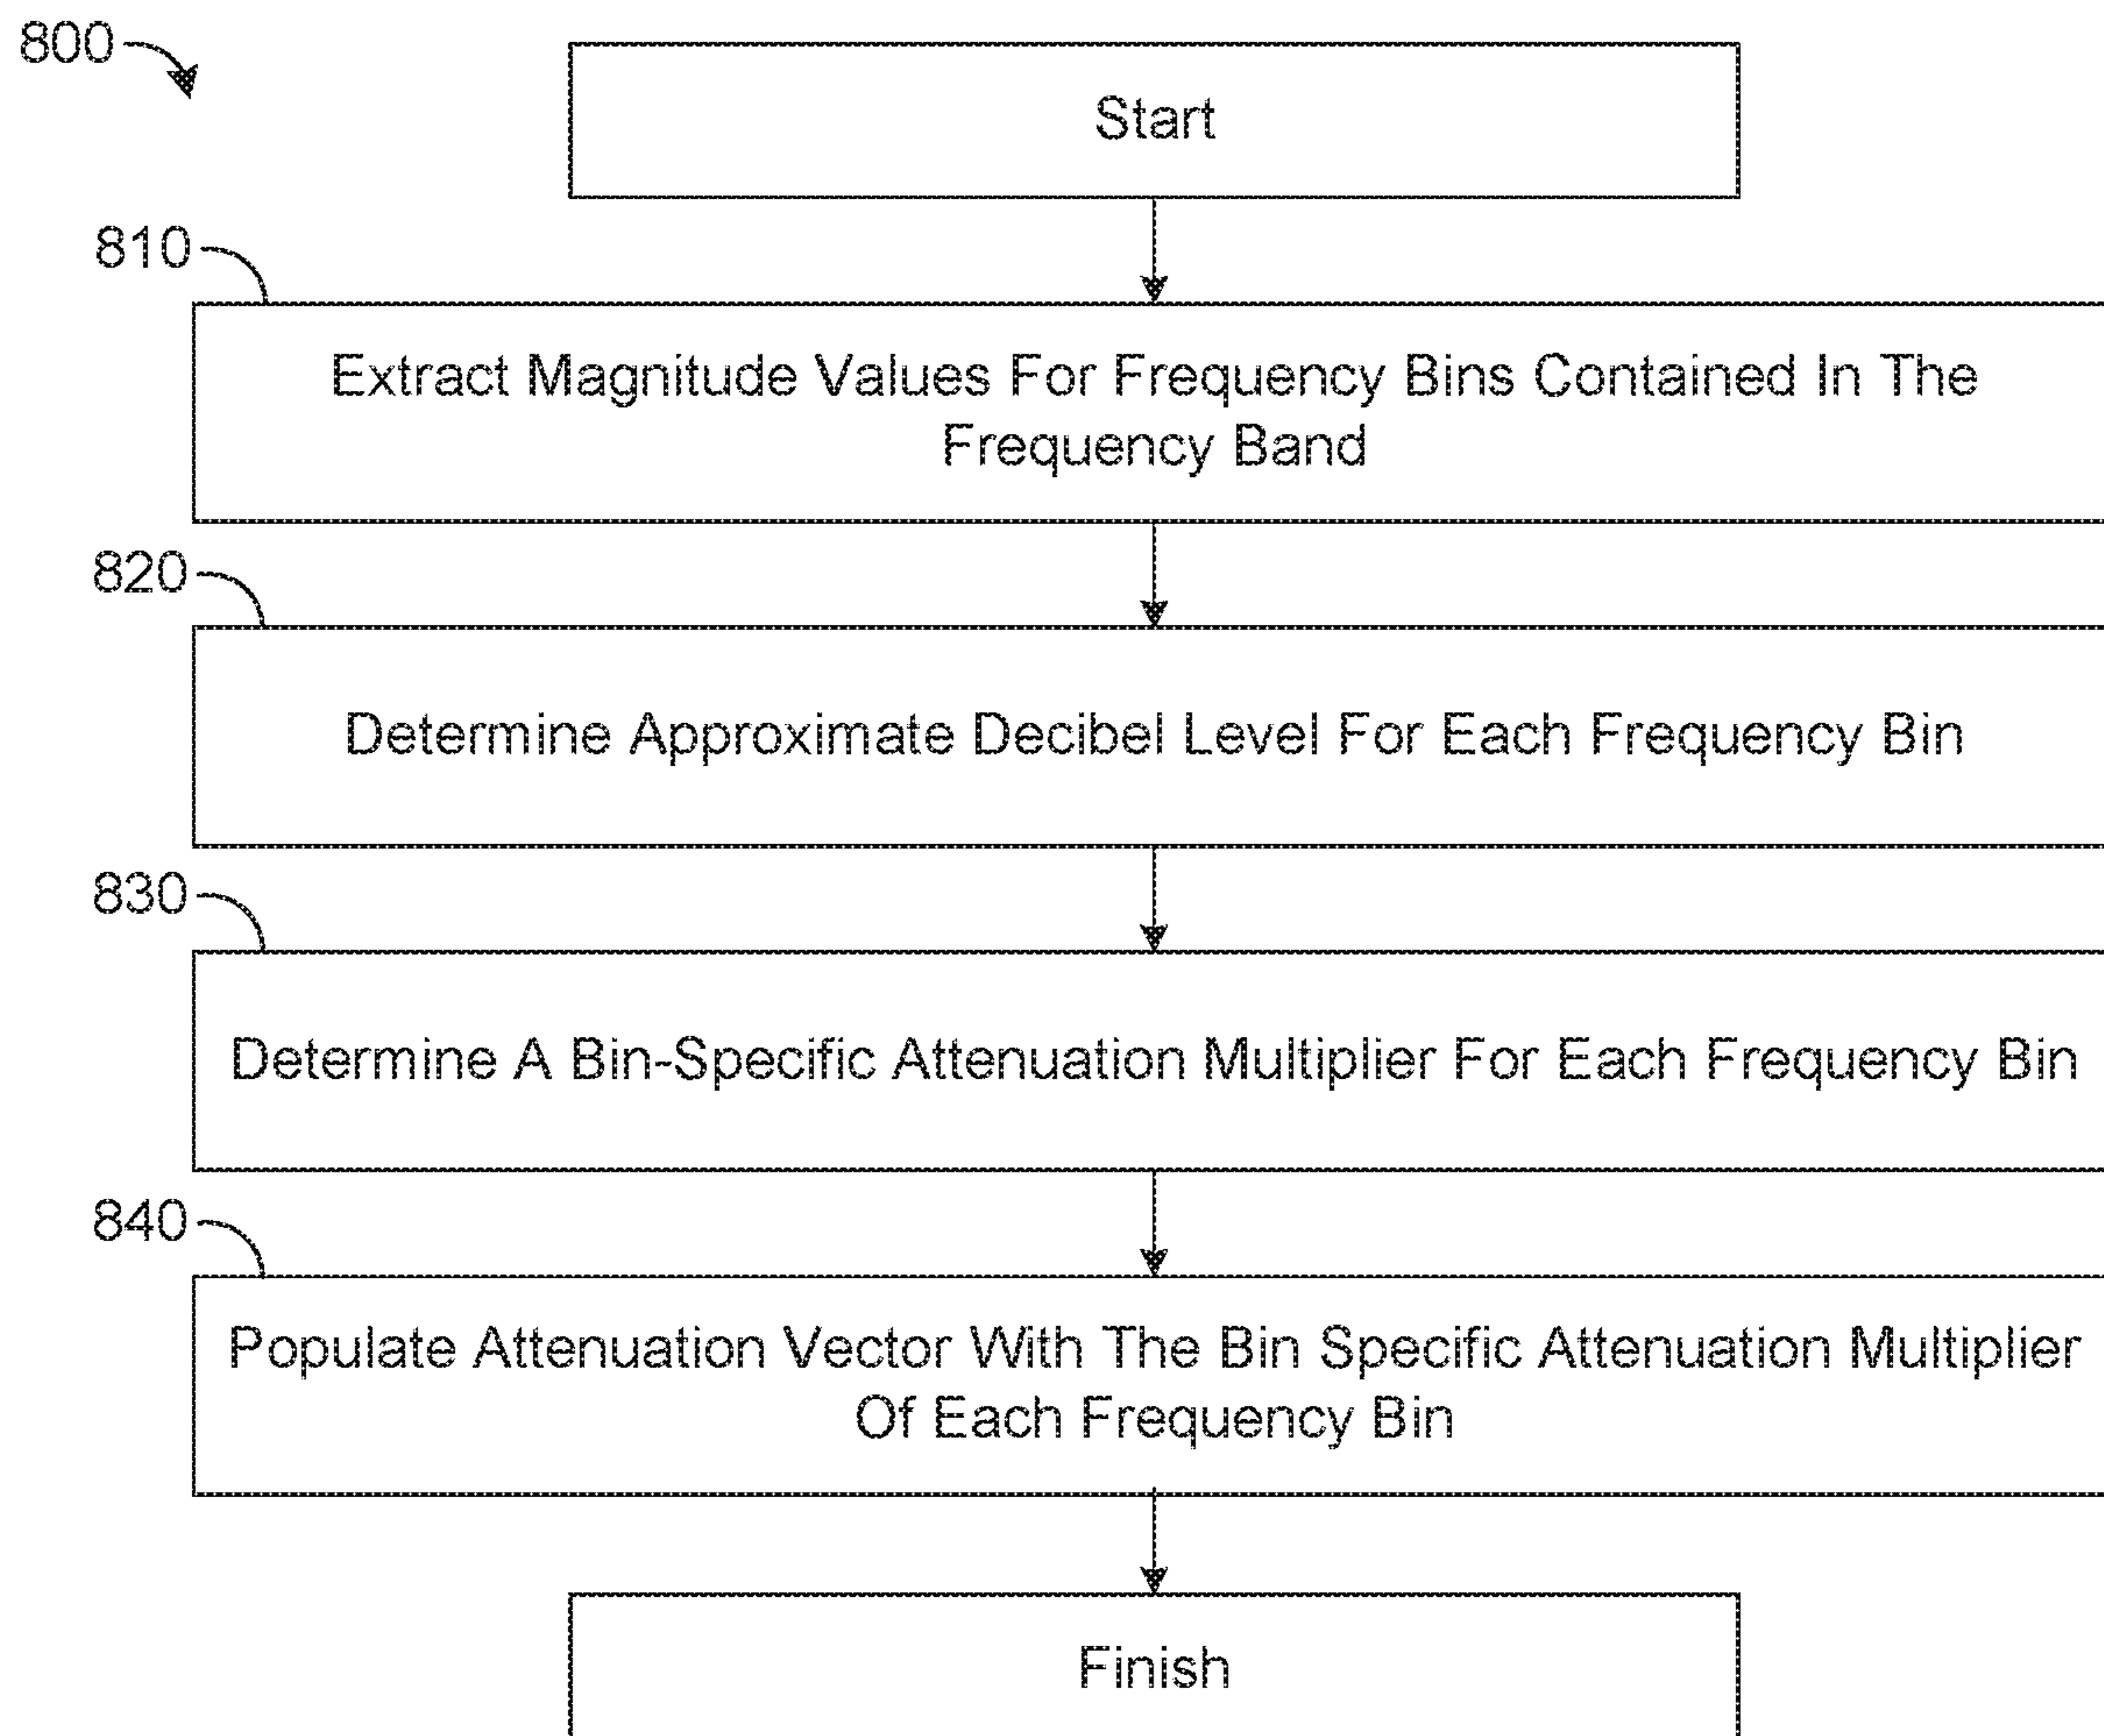 800
Start
810
Extract Magnitude Values For Frequency Bins Contained In The
Frequency Band
820
Determine Approximate Decibel Level For Each Frequency Bin
830
Determine A Bin-Specific Attenuation Multiplier For Each Frequency Bin
840
Populate Attenuation Vector With The Bin Specific Attenuation Multiplier
Of Each Frequency Bin
Finish